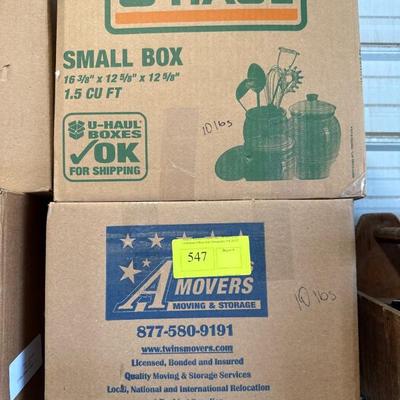 U-HAUL
SMALL BOX
16 3/8" x 12 5/8" x 12 5/8"
1.5 CU FT
10 lbs
U-HAUL®
BOXES
OK
FOR SHIPPING
547
A
MOVERS
MOVING & STORAGE
10 lbs
877-580-9191
www.twinsmovers.com
Licensed, Bonded and Insured
Quality Moving & Storage Services
Local, National and International Relocation